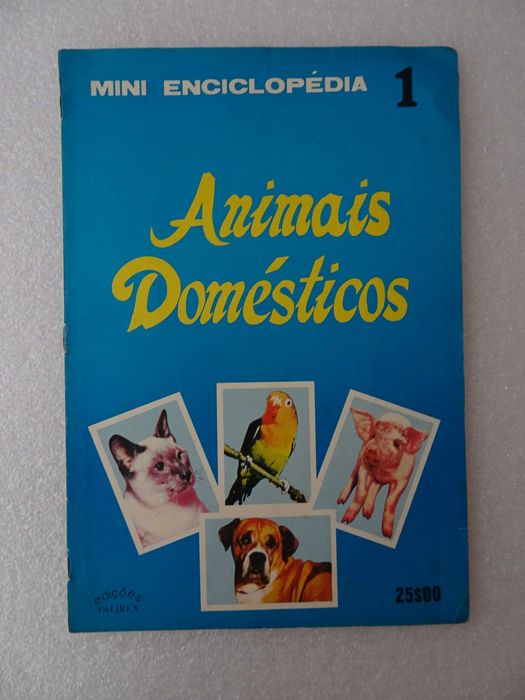 MINI ENCICLOPÉDIA 1
Animais
Domésticos
edições
PALIREX
25$00